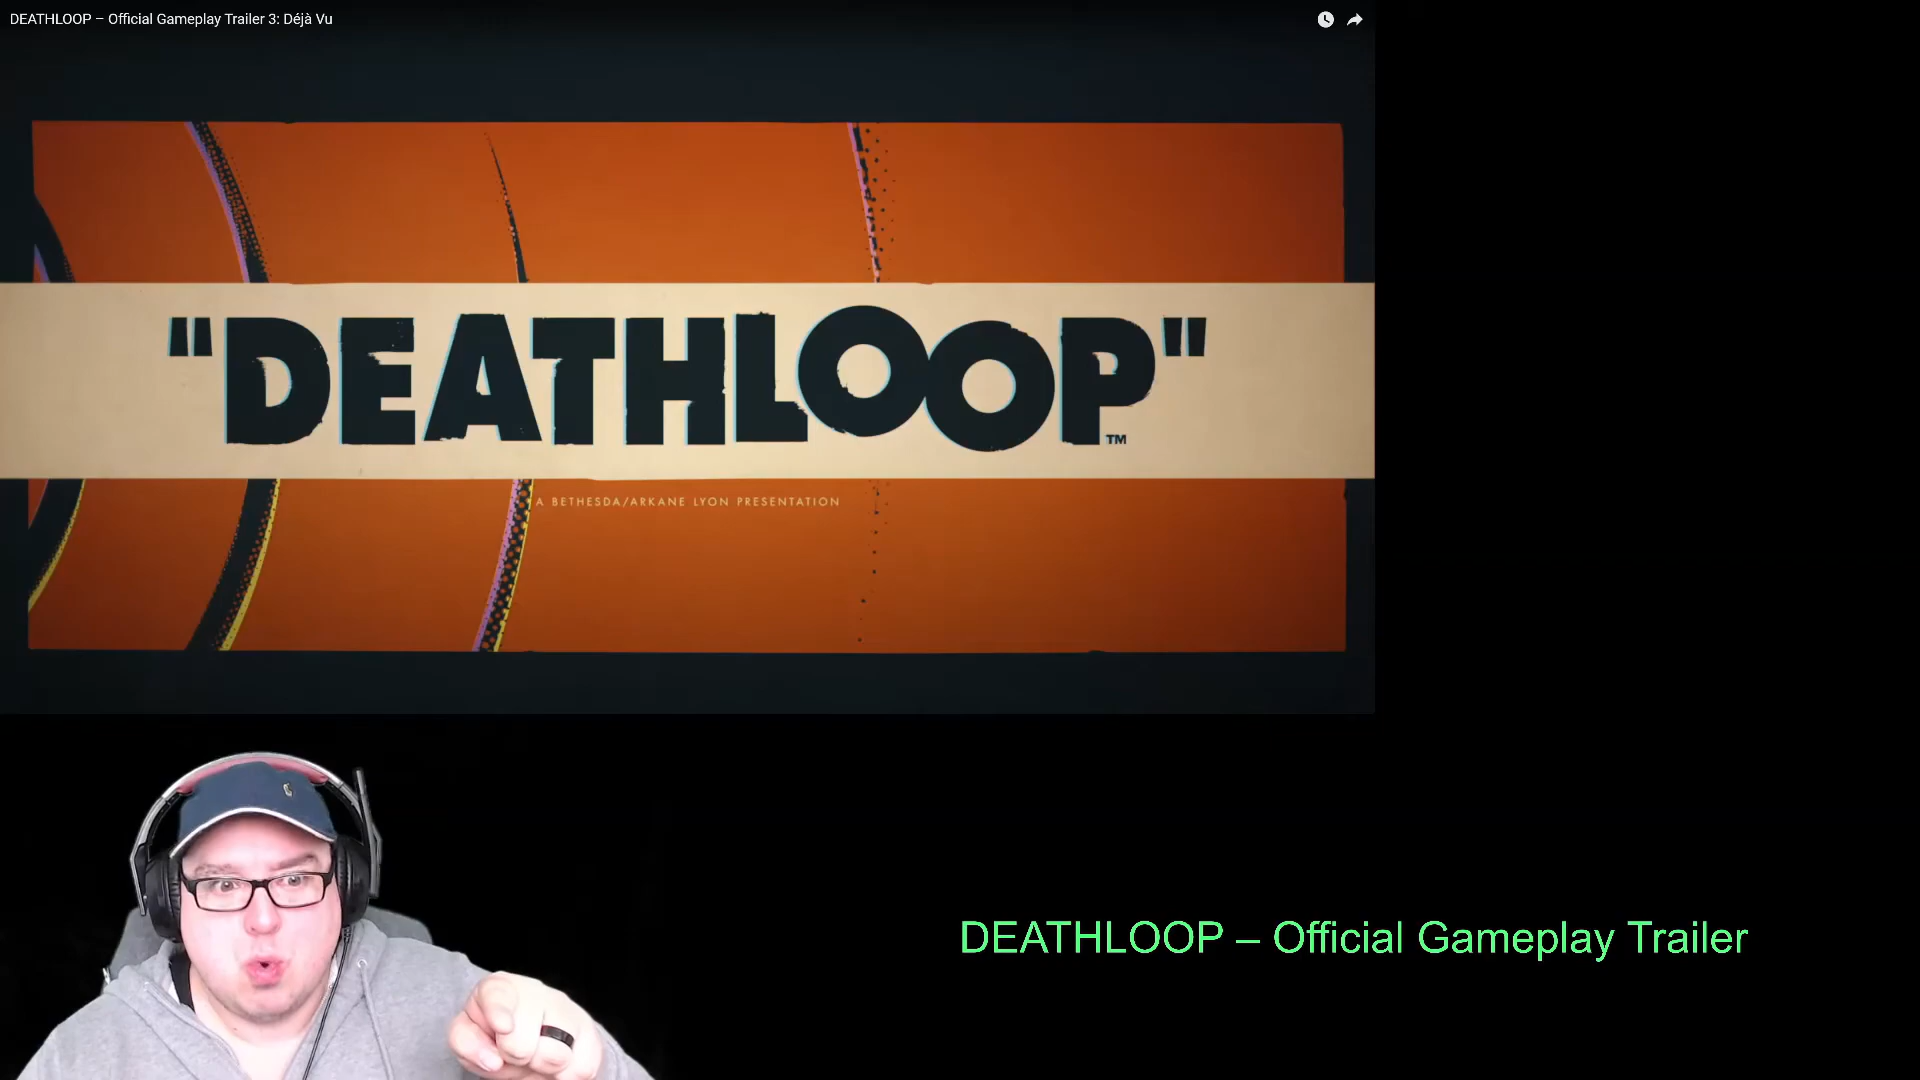 DEATHLOOP – Official Gameplay Trailer 3: Déjà Vu
"DEATHLOOP"™
A BETHESDA/ARKANE LYON PRESENTATION
DEATHLOOP – Official Gameplay Trailer